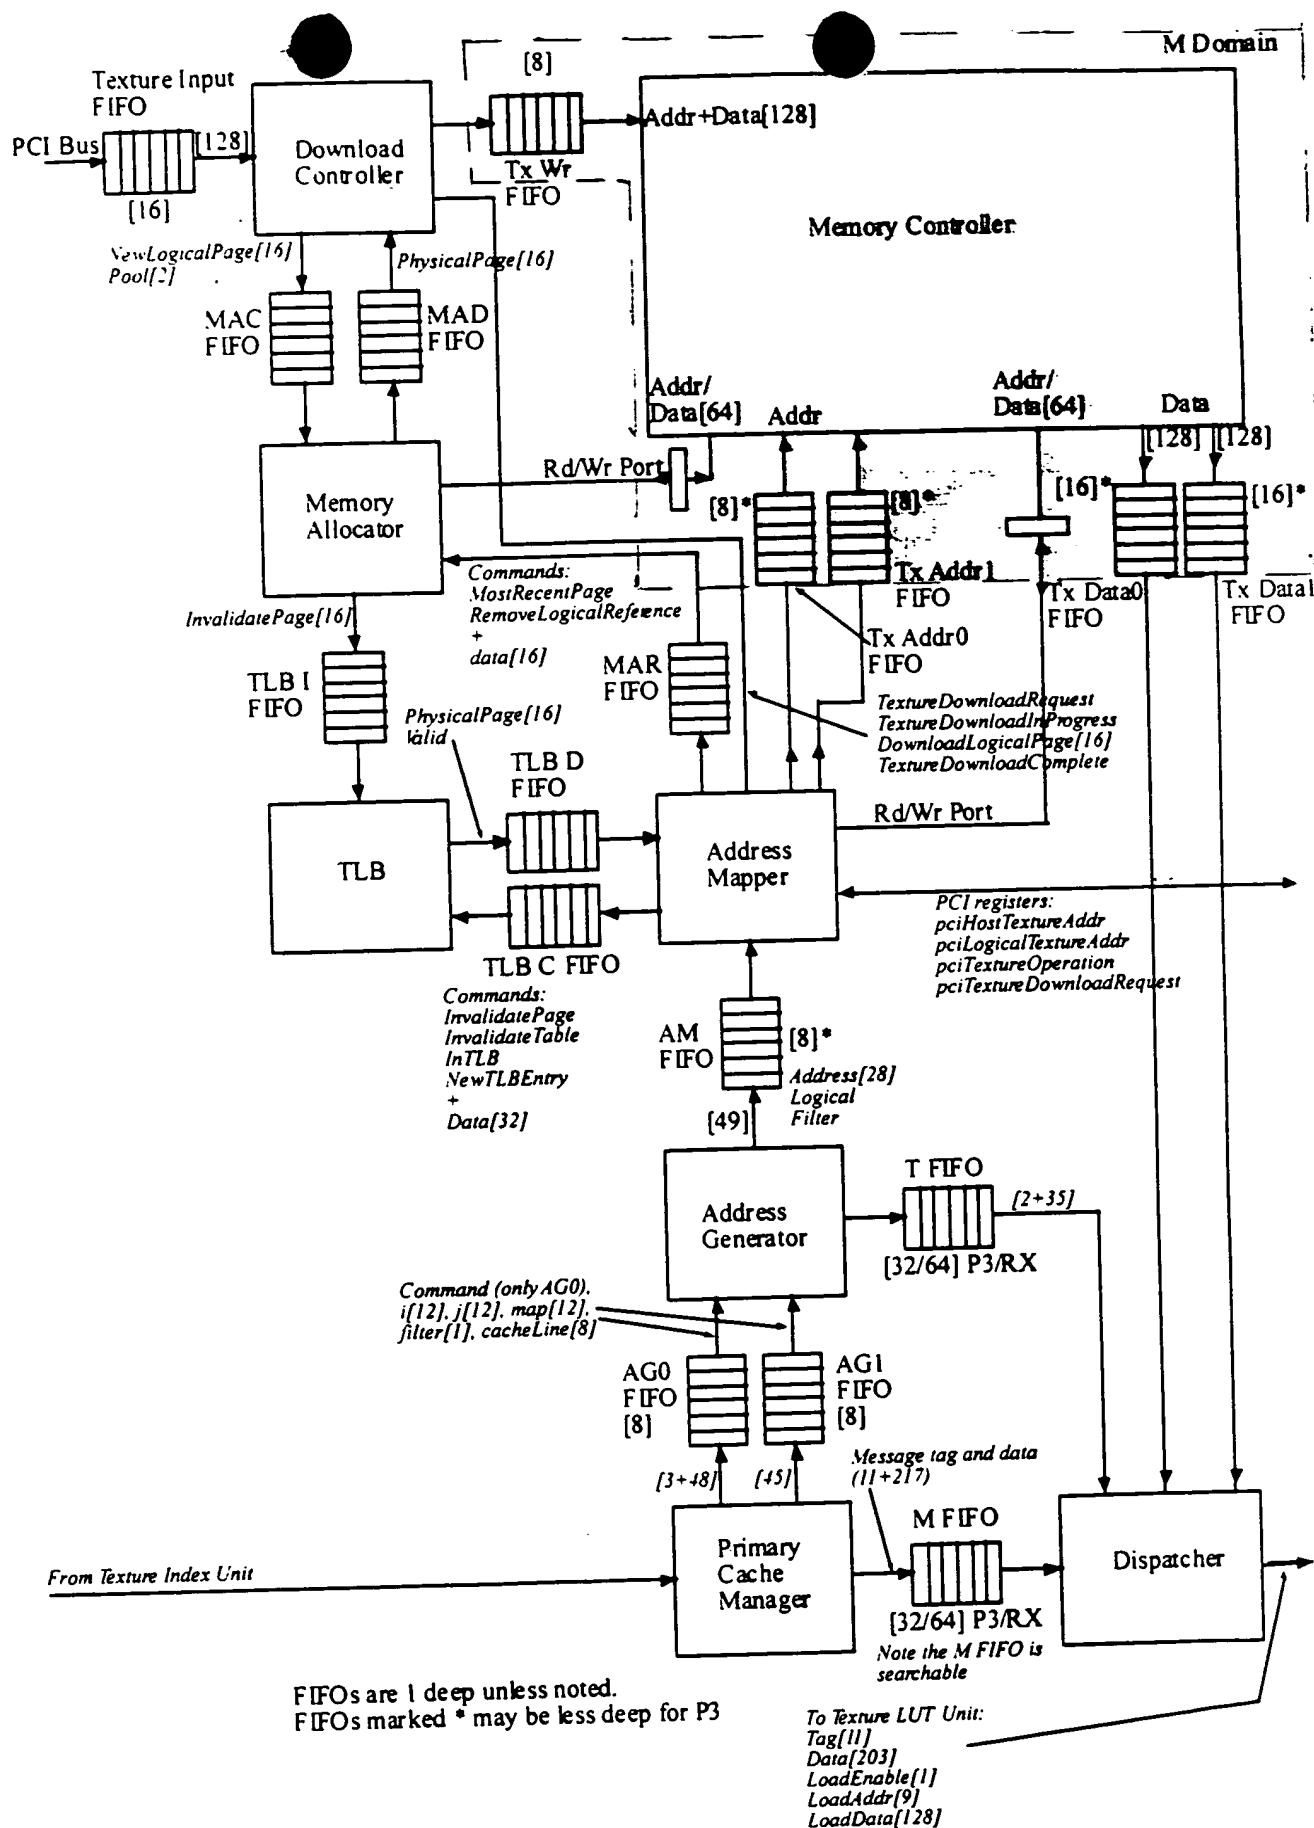 M Domain
[8]
Texture Input
FIFO
PCI Bus
[128]
[16]
Download
Controller
Tx Wr
FIFO
Addr+Data[128]
Memory Controller
NewLogicalPage[16]
Pool[2]
PhysicalPage[16]
MAC
FIFO
MAD
FIFO
Addr/
Data[64]
Addr
Addr/
Data[64]
Data
[128]
[128]
Rd/Wr Port
Memory
Allocator
[8]*
[8]*
[16]*
[16]*
Commands:
MostRecentPage
RemoveLogicalReference
+
data[16]
Tx Addr1
FIFO
Tx Data0
FIFO
Tx Data1
FIFO
InvalidatePage[16]
Tx Addr0
FIFO
TLB I
FIFO
MAR
FIFO
TextureDownloadRequest
TextureDownloadInProgress
DownloadLogicalPage[16]
TextureDownloadComplete
PhysicalPage[16]
Valid
TLB D
FIFO
Rd/Wr Port
TLB
Address
Mapper
TLB C FIFO
PCI registers:
pciHostTextureAddr
pciLogicalTextureAddr
pciTextureOperation
pciTextureDownloadRequest
Commands:
InvalidatePage
InvalidateTable
InTLB
NewTLBEntry
+
Data[32]
AM
FIFO
[8]*
Address[28]
Logical
Filter
[49]
T FIFO
[2+35]
Address
Generator
[32/64] P3/RX
Command (only AG0),
i[12], j[12], map[12],
filter[1], cacheLine[8]
AG0
FIFO
[8]
AG1
FIFO
[8]
[3+48]
[45]
Message tag and data
(11+217)
M FIFO
Primary
Cache
Manager
Dispatcher
From Texture Index Unit
[32/64] P3/RX
Note the M FIFO is
searchable
FIFOs are 1 deep unless noted.
FIFOs marked * may be less deep for P3
To Texture LUT Unit:
Tag[11]
Data[203]
LoadEnable[1]
LoadAddr[9]
LoadData[128]